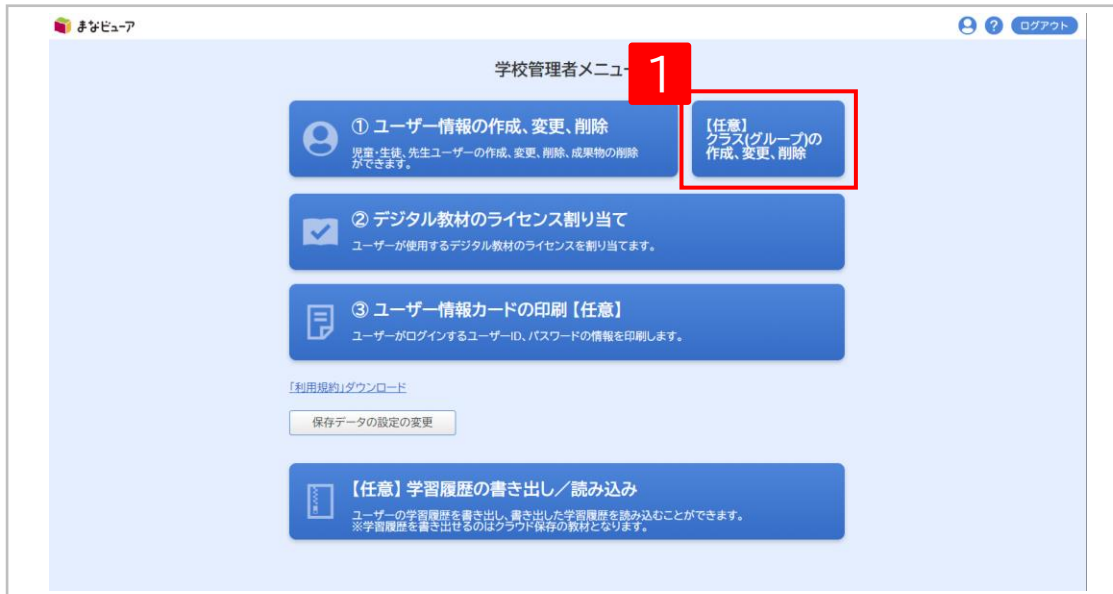 まなビューア
?
ログアウト
学校管理者メニュー
1
① ユーザー情報の作成、変更、削除
児童・生徒、先生ユーザーの作成、変更、削除、成果物の削除
ができます。
【任意】
クラス(グループ)の
作成、変更、削除
② デジタル教材のライセンス割り当て
ユーザーが使用するデジタル教材のライセンスを割り当てます。
③ ユーザー情報カードの印刷【任意】
ユーザーがログインするユーザーID、パスワードの情報を印刷します。
「利用規約」ダウンロード
保存データの設定の変更
【任意】学習履歴の書き出し／読み込み
ユーザーの学習履歴を書き出し、書き出した学習履歴を読み込むことができます。
※学習履歴を書き出せるのはクラウド保存の教材となります。